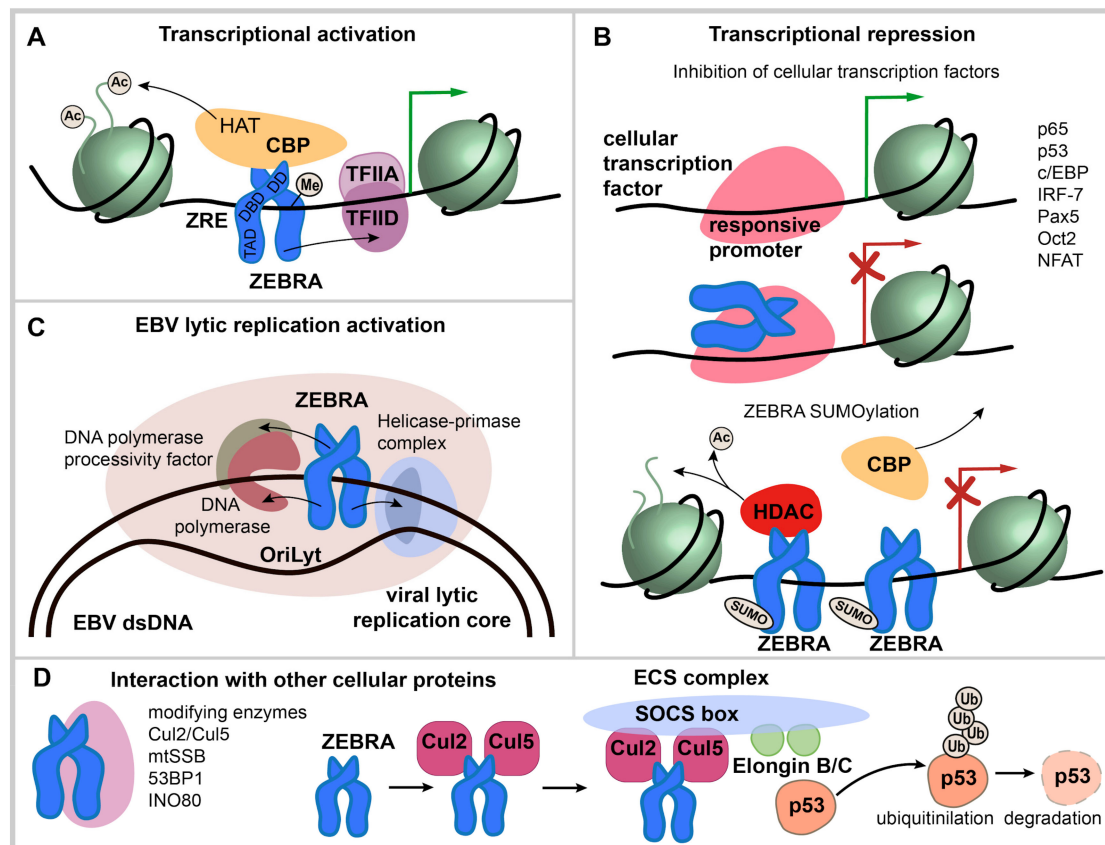 A
Transcriptional activation
Ac
Ac
HAT
CBP
Me
TFIIA
TFIID
DD
DBD
TAD
ZRE
ZEBRA
B
Transcriptional repression
Inhibition of cellular transcription factors
cellular
transcription
factor
responsive
promoter
p65
p53
c/EBP
IRF-7
Pax5
Oct2
NFAT
ZEBRA SUMOylation
Ac
CBP
HDAC
SUMO
SUMO
ZEBRA
ZEBRA
C
EBV lytic replication activation
ZEBRA
DNA polymerase
processivity factor
Helicase-primase
complex
DNA
polymerase
OriLyt
viral lytic
replication core
EBV dsDNA
D
Interaction with other cellular proteins
modifying enzymes
Cul2/Cul5
mtSSB
53BP1
INO80
ZEBRA
Cul2
Cul5
ECS complex
SOCS box
Cul2
Cul5
Elongin B/C
p53
Ub
Ub
Ub
Ub
p53
ubiquitinilation
p53
degradation